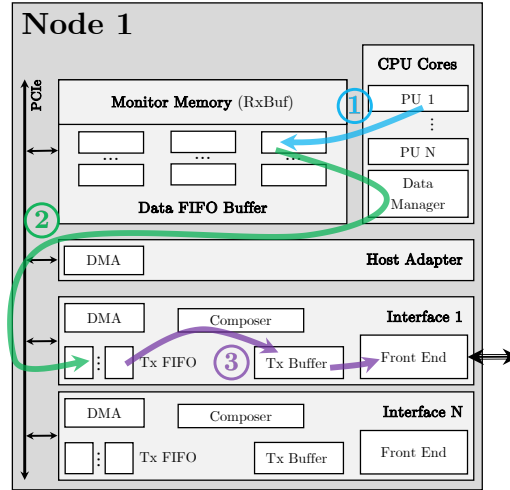 Node 1
CPU Cores
PCIe
Monitor Memory (RxBuf)
1
PU 1
⋮
...
...
...
PU N
Data
Manager
Data FIFO Buffer
2
DMA
Host Adapter
DMA
Composer
Interface 1
⋮
Tx FIFO
3
Tx Buffer
Front End
DMA
Composer
Interface N
⋮
Tx FIFO
Tx Buffer
Front End